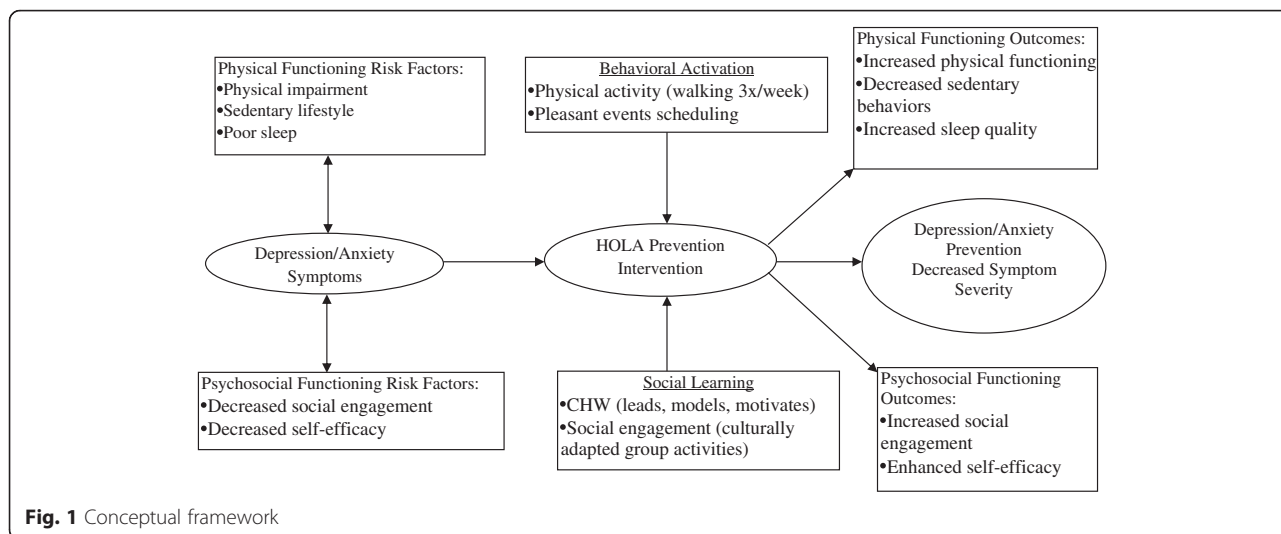 Physical Functioning Risk Factors:
•Physical impairment
•Sedentary lifestyle
•Poor sleep
Behavioral Activation
•Physical activity (walking 3x/week)
•Pleasant events scheduling
Physical Functioning Outcomes:
•Increased physical functioning
•Decreased sedentary
behaviors
•Increased sleep quality
Depression/Anxiety
Symptoms
HOLA Prevention
Intervention
Depression/Anxiety
Prevention
Decreased Symptom
Severity
Psychosocial Functioning Risk Factors:
•Decreased social engagement
•Decreased self-efficacy
Social Learning
•CHW (leads, models, motivates)
•Social engagement (culturally
adapted group activities)
Psychosocial Functioning
Outcomes:
•Increased social
engagement
•Enhanced self-efficacy
Fig. 1 Conceptual framework